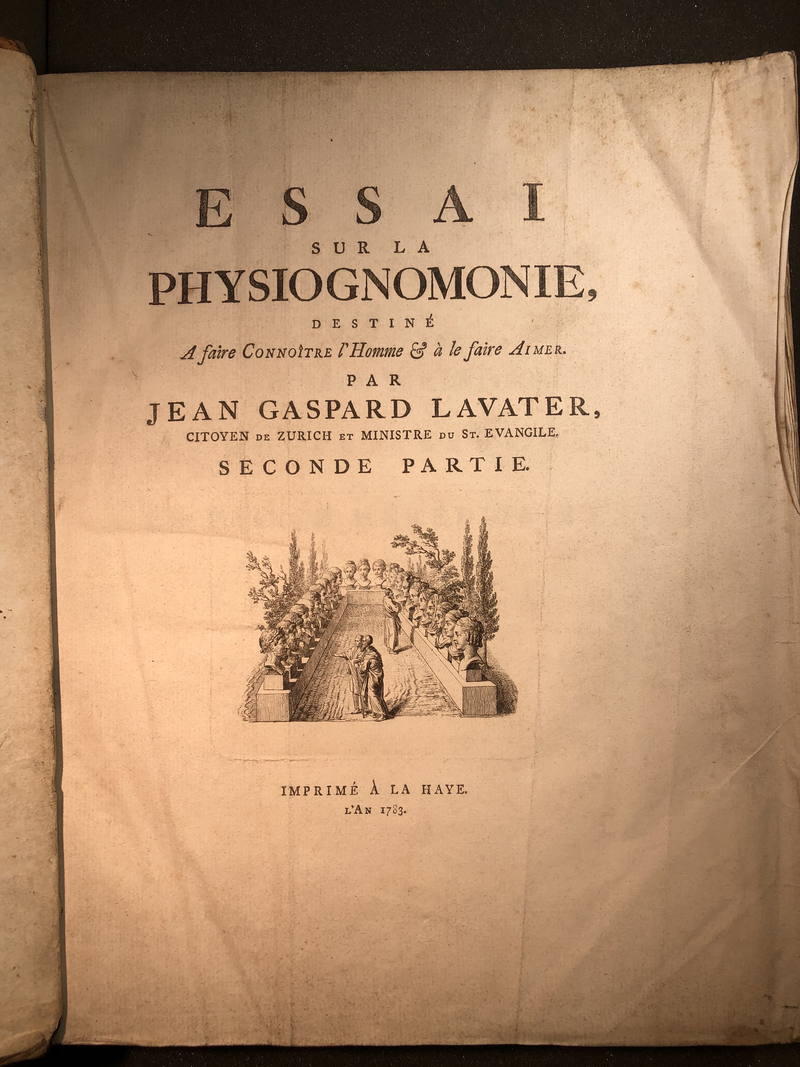 ESSAI
SUR LA
PHYSIOGNOMONIE,
DESTINÉ
A faire CONNOÎTRE l'Homme & à le faire AIMER.
PAR
JEAN GASPARD LAVATER,
CITOYEN DE ZURICH ET MINISTRE DU ST. EVANGILE.
SECONDE PARTIE.
IMPRIMÉ À LA HAYE.
L'AN 1783.